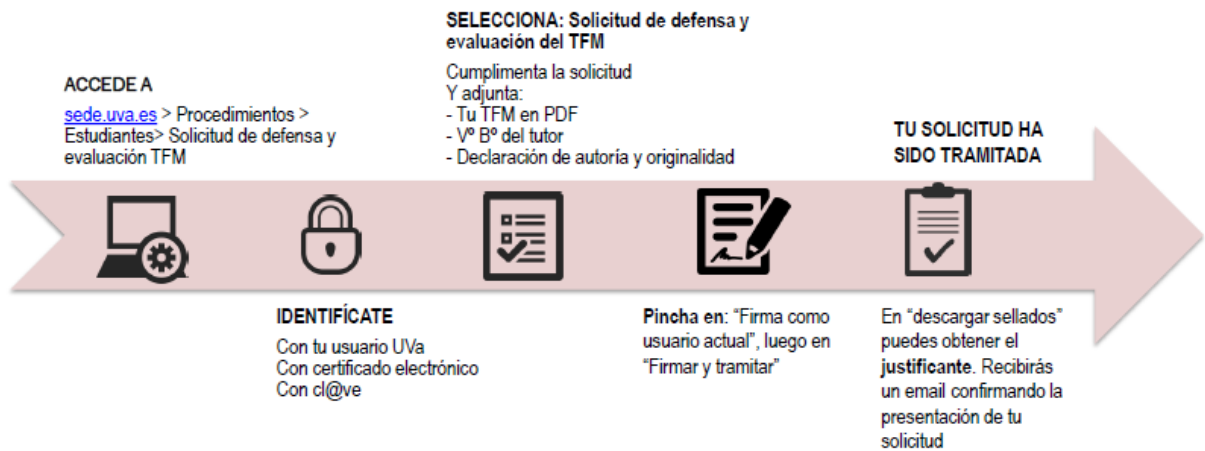 ACCEDE A
sede.uva.es > Procedimientos >
Estudiantes> Solicitud de defensa y
evaluación TFM
IDENTIFÍCATE
Con tu usuario UVa
Con certificado electrónico
Con cl@ve
SELECCIONA: Solicitud de defensa y
evaluación del TFM
Cumplimenta la solicitud
Y adjunta:
- Tu TFM en PDF
- Vº Bº del tutor
- Declaración de autoría y originalidad
Pincha en: “Firma como
usuario actual”, luego en
“Firmar y tramitar”
TU SOLICITUD HA
SIDO TRAMITADA
En “descargar sellados”
puedes obtener el
justificante. Recibirás
un email confirmando la
presentación de tu
solicitud